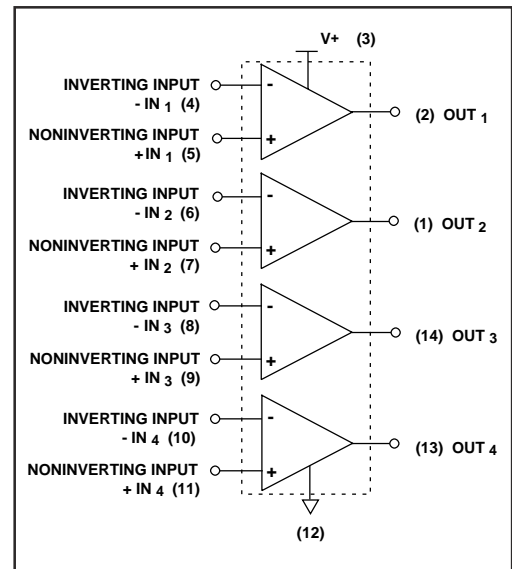 V+ (3)
INVERTING INPUT
- IN 1 (4)
-
(2) OUT 1
NONINVERTING INPUT
+IN 1 (5)
+
INVERTING INPUT
- IN 2 (6)
-
(1) OUT 2
NONINVERTING INPUT
+ IN 2 (7)
+
INVERTING INPUT
- IN 3 (8)
-
(14) OUT 3
NONINVERTING INPUT
+ IN 3 (9)
+
INVERTING INPUT
- IN 4 (10)
-
(13) OUT 4
NONINVERTING INPUT
+ IN 4 (11)
+
(12)